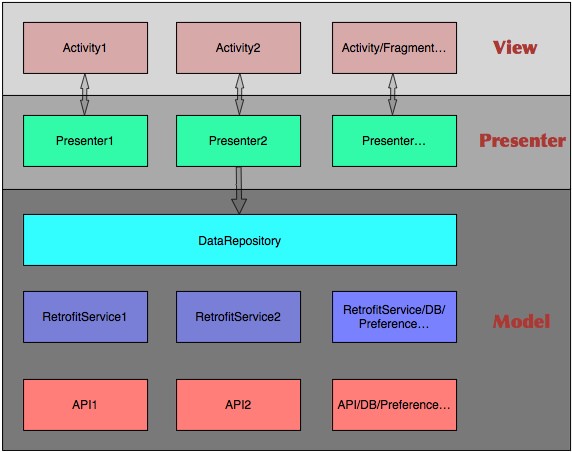 Activity1
Activity2
Activity/Fragment...
View
Presenter1
Presenter2
Presenter...
Presenter
DataRepository
RetrofitService1
RetrofitService2
RetrofitService/DB/
Preference...
Model
API1
API2
API/DB/Preference...